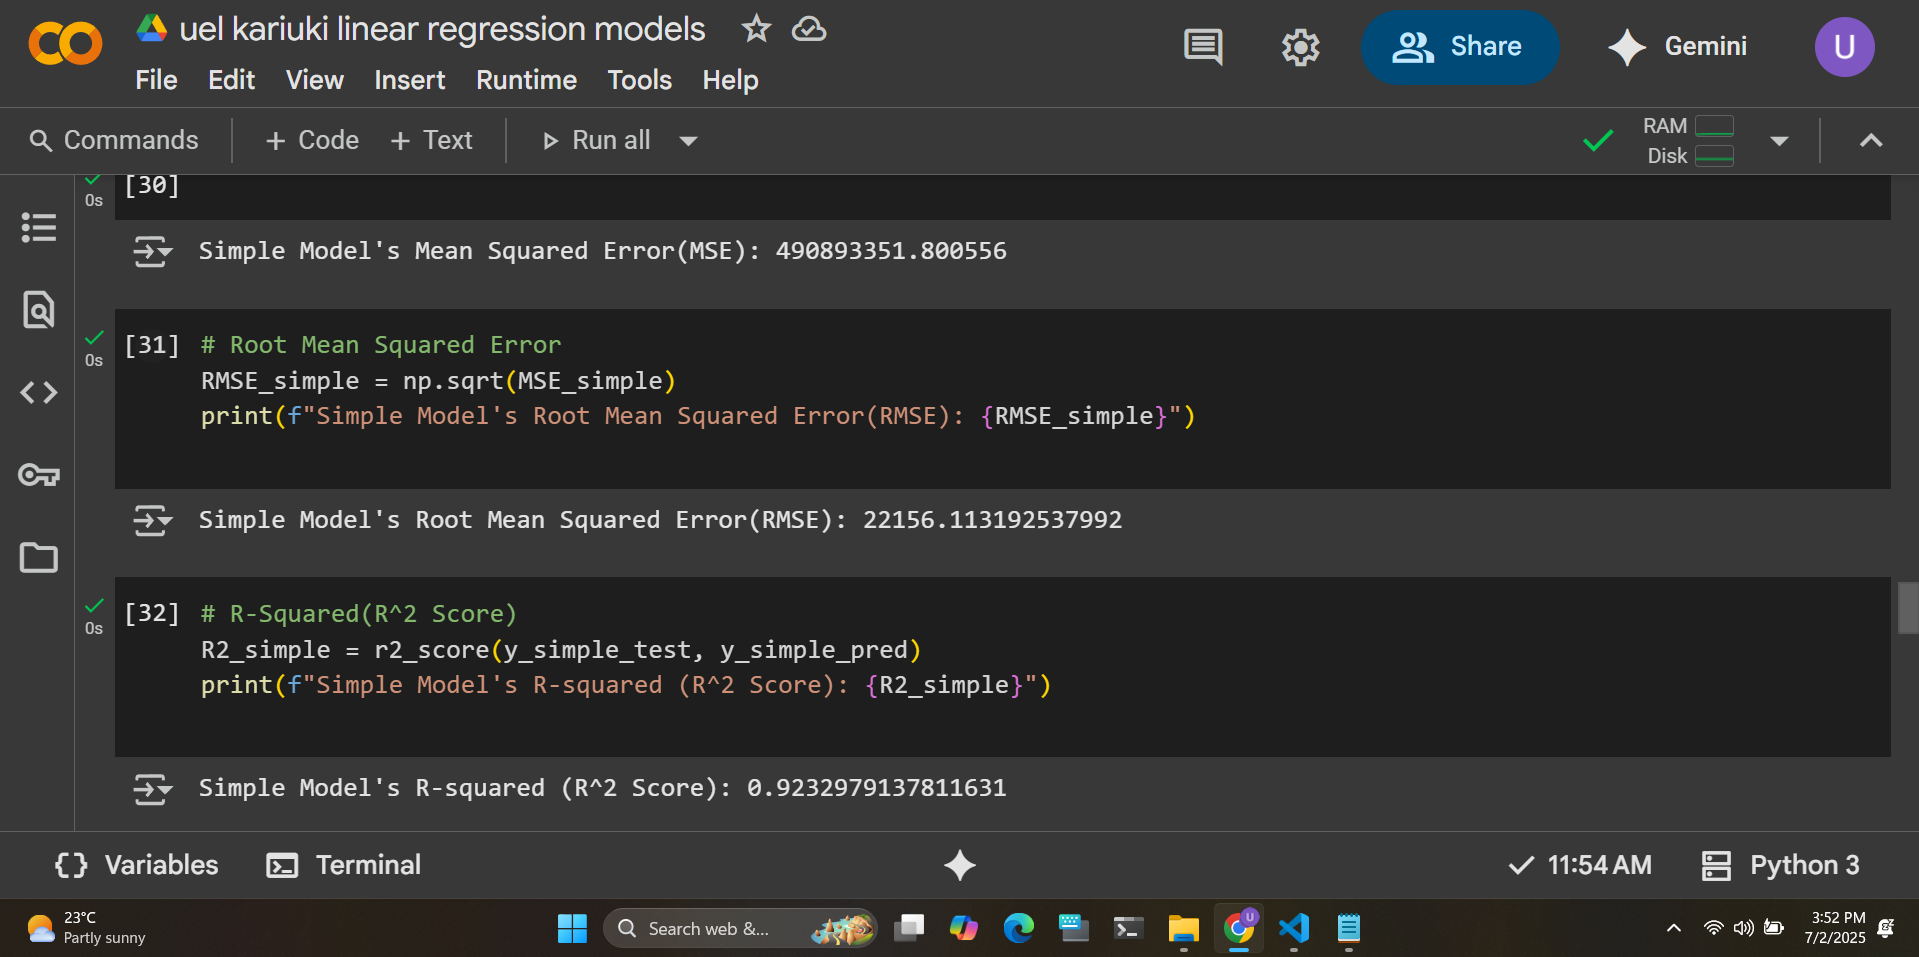 uel kariuki linear regression models
File Edit View Insert Runtime Tools Help
Share
Gemini
U
Commands
+ Code
+ Text
Run all
RAM
Disk
[30]
0s
Simple Model's Mean Squared Error(MSE): 490893351.800556
[31] # Root Mean Squared Error
0s
RMSE_simple = np.sqrt(MSE_simple)
print(f"Simple Model's Root Mean Squared Error(RMSE): {RMSE_simple}")
Simple Model's Root Mean Squared Error(RMSE): 22156.113192537992
[32] # R-Squared(R^2 Score)
0s
R2_simple = r2_score(y_simple_test, y_simple_pred)
print(f"Simple Model's R-squared (R^2 Score): {R2_simple}")
Simple Model's R-squared (R^2 Score): 0.9232979137811631
{} Variables
Terminal
11:54 AM
Python 3
23°C
Partly sunny
Search web &...
U
3:52 PM
7/2/2025